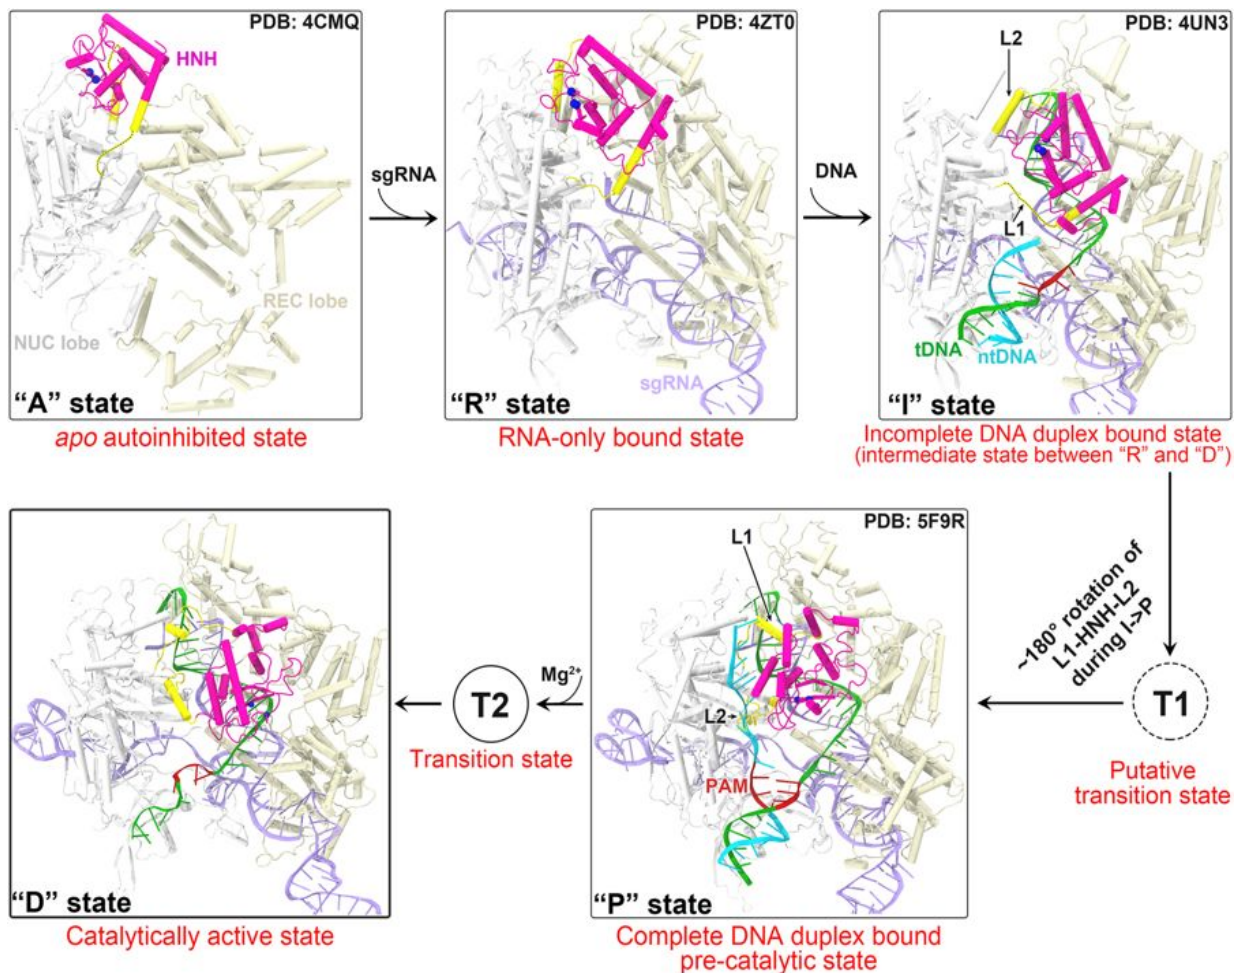 PDB: 4CMQ
HNH
REC lobe
NUC lobe
"A" state
apo autoinhibited state
sgRNA
PDB: 4ZT0
sgRNA
"R" state
RNA-only bound state
DNA
PDB: 4UN3
L2
L1
tDNA
ntDNA
"I" state
Incomplete DNA duplex bound state
(intermediate state between "R" and "D")
~180° rotation of
L1-HNH-L2
during I->P
T1
Putative
transition state
PDB: 5F9R
L1
L2
PAM
"P" state
Complete DNA duplex bound
pre-catalytic state
Mg²⁺
T2
Transition state
"D" state
Catalytically active state